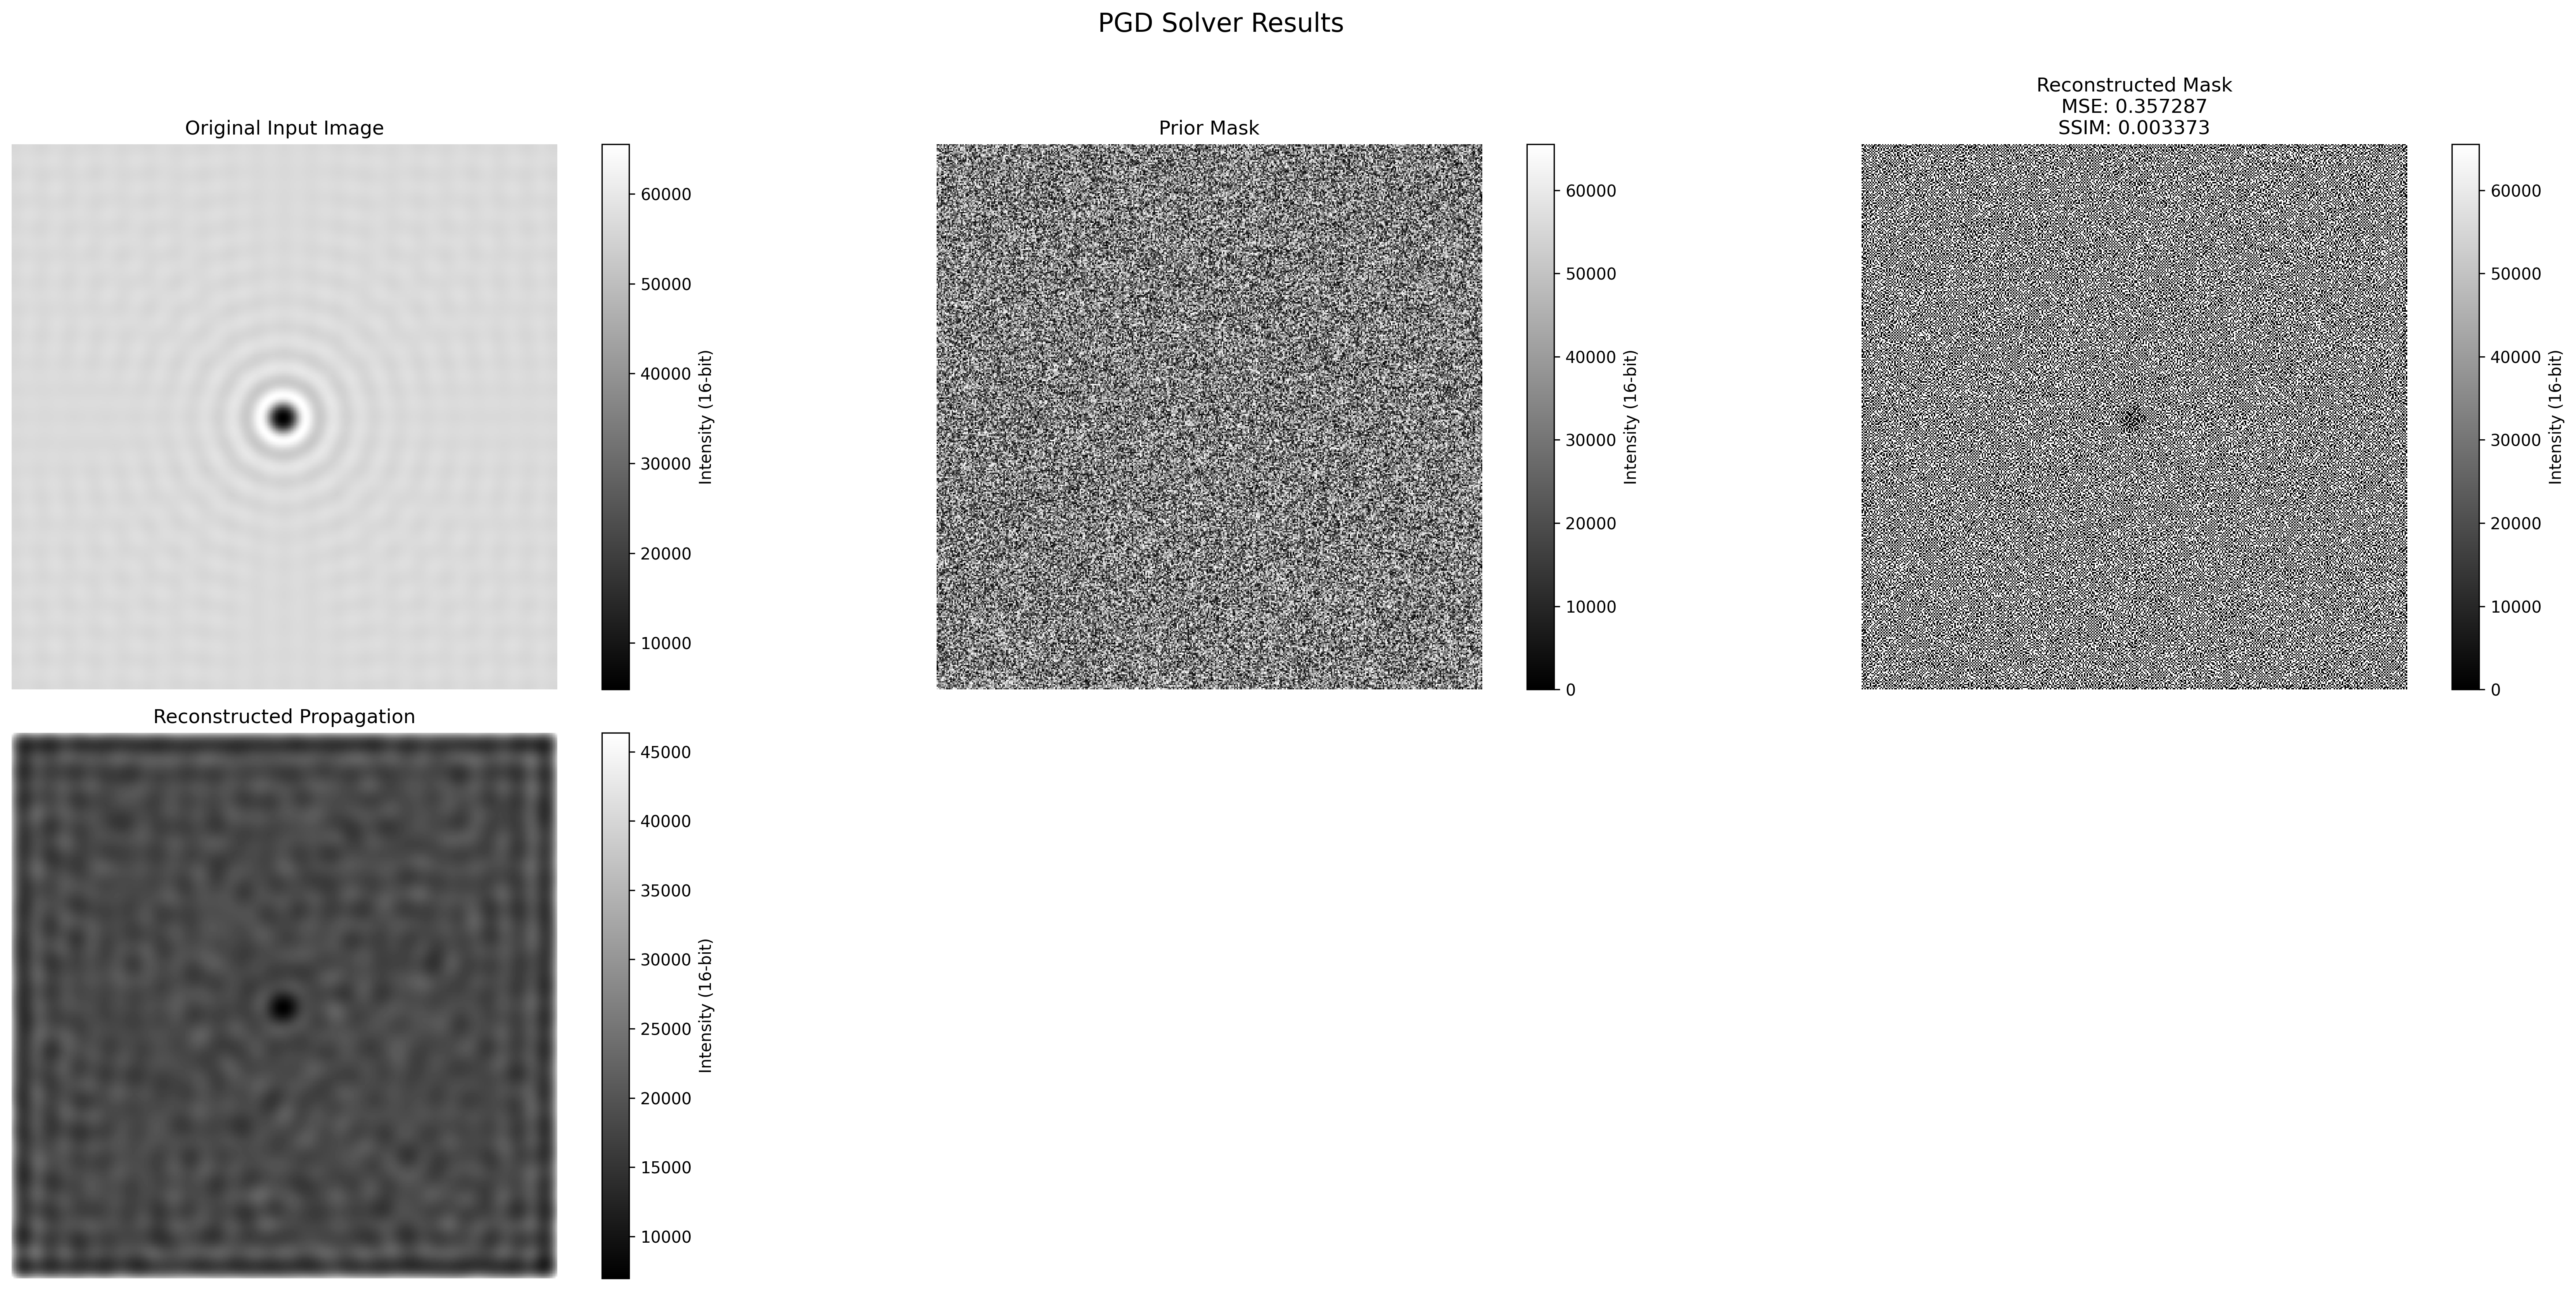 PGD Solver Results
Original Input Image
60000
50000
40000
30000
20000
10000
Intensity (16-bit)
Prior Mask
60000
50000
40000
30000
20000
10000
0
Intensity (16-bit)
Reconstructed Mask
MSE: 0.357287
SSIM: 0.003373
60000
50000
40000
30000
20000
10000
0
Intensity (16-bit)
Reconstructed Propagation
45000
40000
35000
30000
25000
20000
15000
10000
Intensity (16-bit)